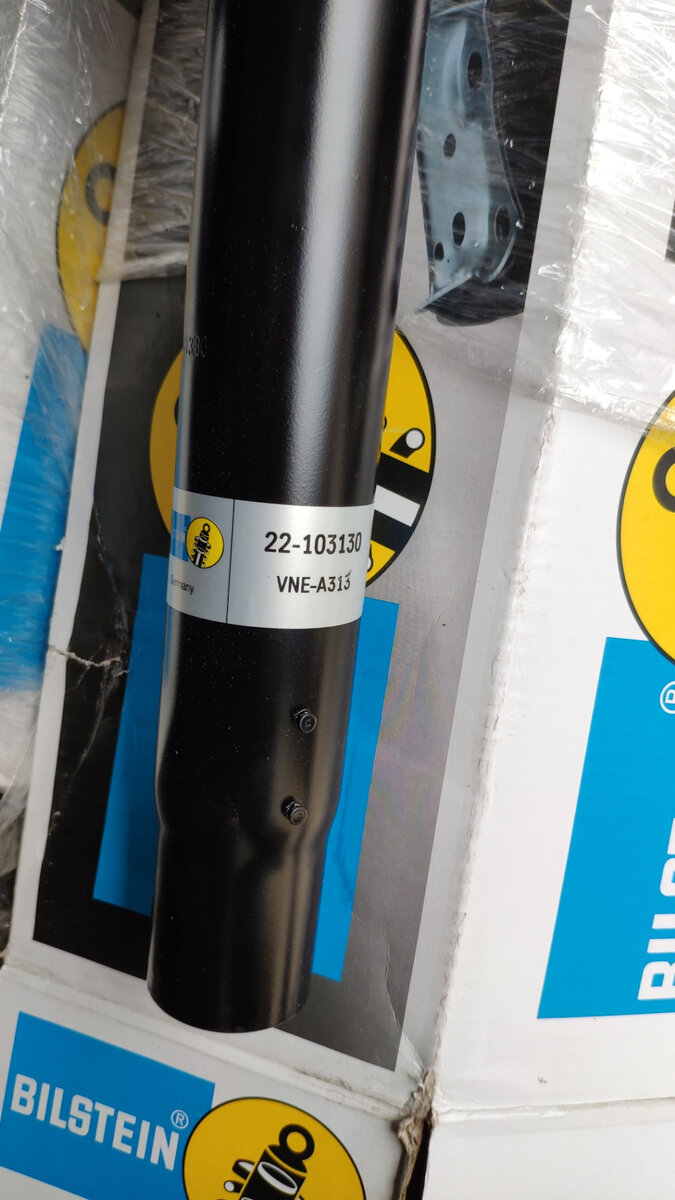 22-103130
VNE-A313
Germany
BILSTEIN®
®